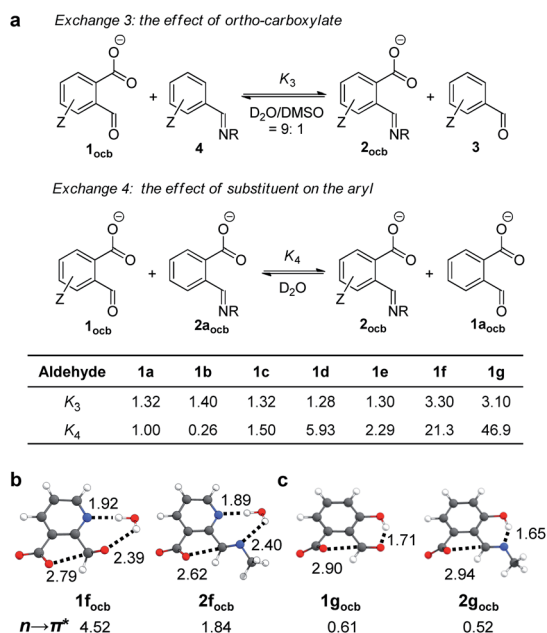 a
Exchange 3: the effect of ortho-carboxylate
O⊖ O Z O 1ocb + Z NR 4 K3 D2O/DMSO = 9: 1 O⊖ O Z NR 2ocb + Z O 3
Exchange 4: the effect of substituent on the aryl
O⊖ O Z O 1ocb + O⊖ O NR 2aocb K4 D2O O⊖ O Z NR 2ocb + O⊖ O O 1aocb
Aldehyde 1a 1b 1c 1d 1e 1f 1g
K3 1.32 1.40 1.32 1.28 1.30 3.30 3.10
K4 1.00 0.26 1.50 5.93 2.29 21.3 46.9
b c
1.92 2.39 2.79 1.89 2.40 2.62 1.71 2.90 1.65 2.94
1focb 2focb 1gocb 2gocb
n→π* 4.52 1.84 0.61 0.52